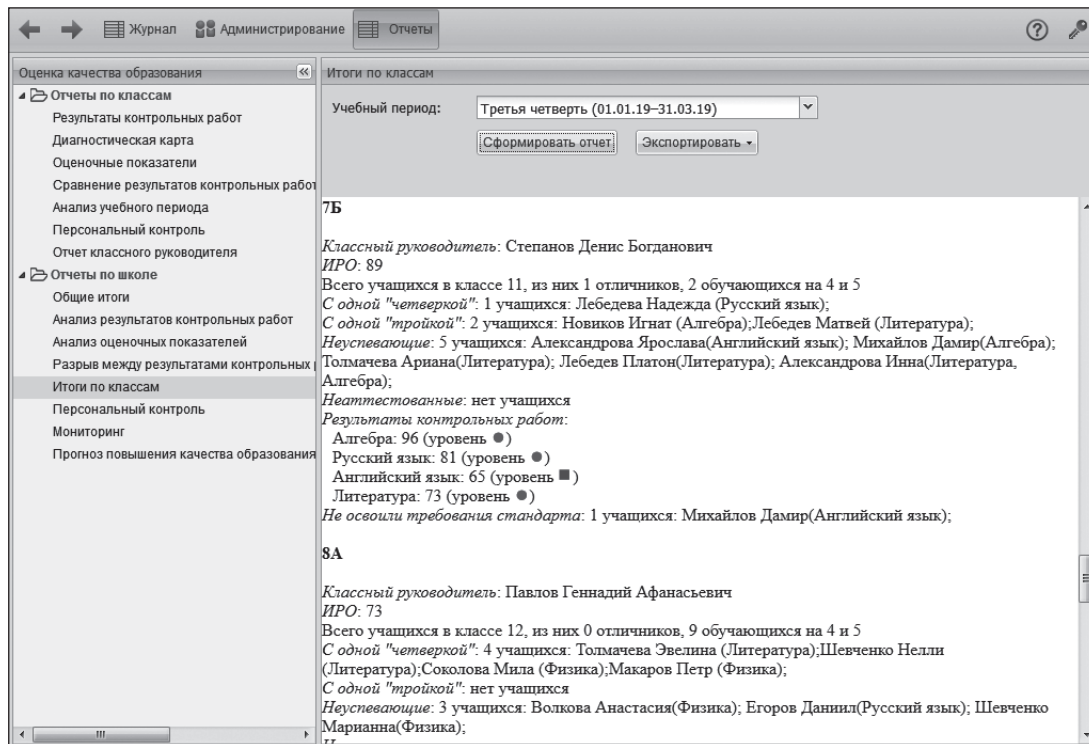 Журнал Администрирование Отчеты
Оценка качества образования
Отчеты по классам
Результаты контрольных работ
Диагностическая карта
Оценочные показатели
Сравнение результатов контрольных работ
Анализ учебного периода
Персональный контроль
Отчет классного руководителя
Отчеты по школе
Общие итоги
Анализ результатов контрольных работ
Анализ оценочных показателей
Разрыв между результатами контрольных
Итоги по классам
Персональный контроль
Мониторинг
Прогноз повышения качества образования
Итоги по классам
Учебный период: Третья четверть (01.01.19–31.03.19)
Сформировать отчет Экспортировать
7Б
Классный руководитель: Степанов Денис Богданович
ИРО: 89
Всего учащихся в классе 11, из них 1 отличников, 2 обучающихся на 4 и 5
С одной "четверкой": 1 учащихся: Лебедева Надежда (Русский язык);
С одной "тройкой": 2 учащихся: Новиков Игнат (Алгебра);Лебедев Матвей (Литература);
Неуспевающие: 5 учащихся: Александрова Ярослава(Английский язык); Михайлов Дамир(Алгебра);
Толмачева Ариана(Литература); Лебедев Платон(Литература); Александрова Инна(Литература,
Алгебра);
Неаттестованные: нет учащихся
Результаты контрольных работ:
Алгебра: 96 (уровень ●)
Русский язык: 81 (уровень ●)
Английский язык: 65 (уровень ■)
Литература: 73 (уровень ●)
Не освоили требования стандарта: 1 учащихся: Михайлов Дамир(Английский язык);
8А
Классный руководитель: Павлов Геннадий Афанасьевич
ИРО: 73
Всего учащихся в классе 12, из них 0 отличников, 9 обучающихся на 4 и 5
С одной "четверкой": 4 учащихся: Толмачева Эвелина (Литература);Шевченко Нелли
(Литература);Соколова Мила (Физика);Макаров Петр (Физика);
С одной "тройкой": нет учащихся
Неуспевающие: 3 учащихся: Волкова Анастасия(Физика); Егоров Даниил(Русский язык); Шевченко
Марианна(Физика);